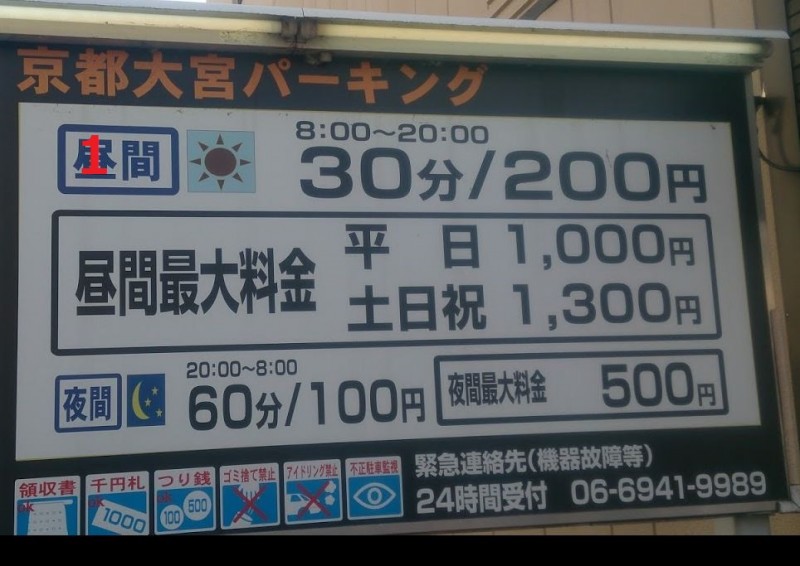 京都大宮パーキング
昼間
1
8:00〜20:00
30分/200円
昼間最大料金
平日 1,000円
土日祝 1,300円
夜間
20:00〜8:00
60分/100円
夜間最大料金 500円
領収書
OK
千円札
OK
1000
つり銭
OK
100 500
ゴミ捨て禁止
アイドリング禁止
不正駐車監視
緊急連絡先(機器故障等)
24時間受付 06-6941-9989